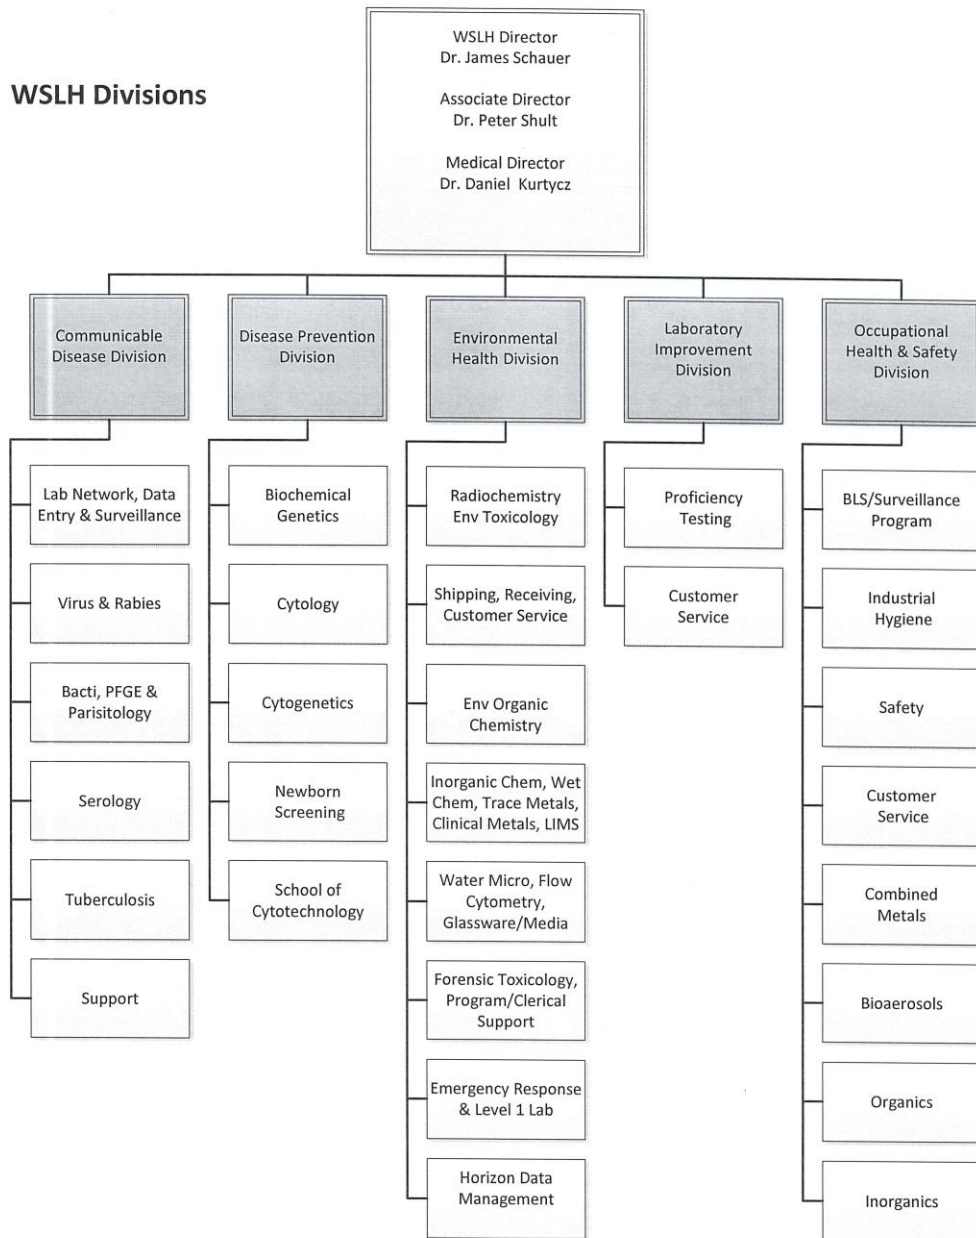 WSLH Divisions
WSLH Director
Dr. James Schauer
Associate Director
Dr. Peter Shult
Medical Director
Dr. Daniel Kurtycz
Communicable
Disease Division
Lab Network, Data
Entry & Surveillance
Virus & Rabies
Bacti, PFGE &
Parisitology
Serology
Tuberculosis
Support
Disease Prevention
Division
Biochemical
Genetics
Cytology
Cytogenetics
Newborn
Screening
School of
Cytotechnology
Environmental
Health Division
Radiochemistry
Env Toxicology
Shipping, Receiving,
Customer Service
Env Organic
Chemistry
Inorganic Chem, Wet
Chem, Trace Metals,
Clinical Metals, LIMS
Water Micro, Flow
Cytometry,
Glassware/Media
Forensic Toxicology,
Program/Clerical
Support
Emergency Response
& Level 1 Lab
Horizon Data
Management
Laboratory
Improvement
Division
Proficiency
Testing
Customer
Service
Occupational
Health & Safety
Division
BLS/Surveillance
Program
Industrial
Hygiene
Safety
Customer
Service
Combined
Metals
Bioaerosols
Organics
Inorganics